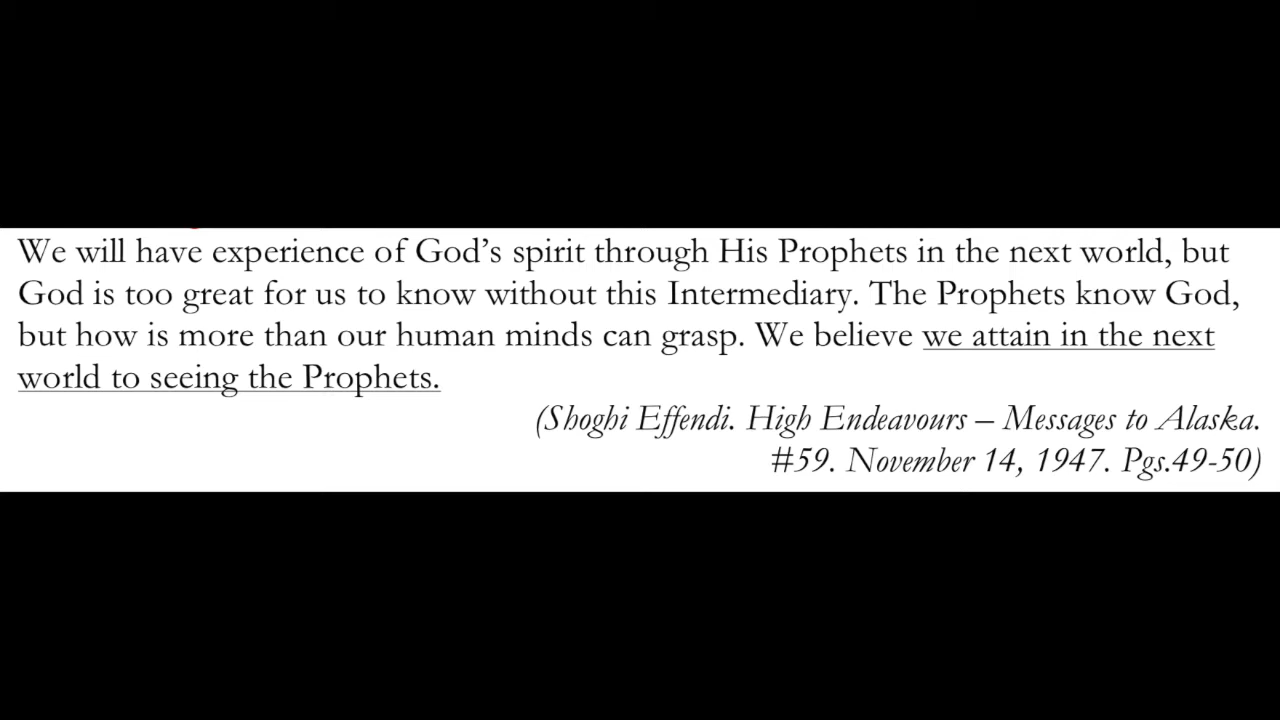 We will have experience of God’s spirit through His Prophets in the next world, but
God is too great for us to know without this Intermediary. The Prophets know God,
but how is more than our human minds can grasp. We believe we attain in the next
world to seeing the Prophets.
(Shoghi Effendi. High Endeavours – Messages to Alaska.
#59. November 14, 1947. Pgs.49-50)